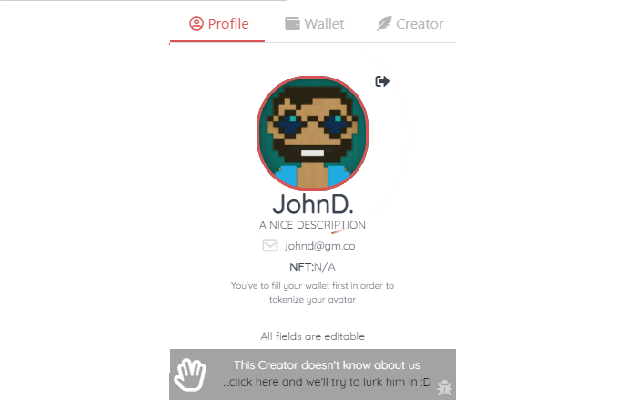 Profile Wallet Creator
JohnD.
A NICE DESCRIPTION
johnd@gm.co
NFT:N/A
You've to fill your wallet first in order to
tokenize your avatar
All fields are editable
This Creator doesn't know about us
..click here and we'll try to lurk him in :D